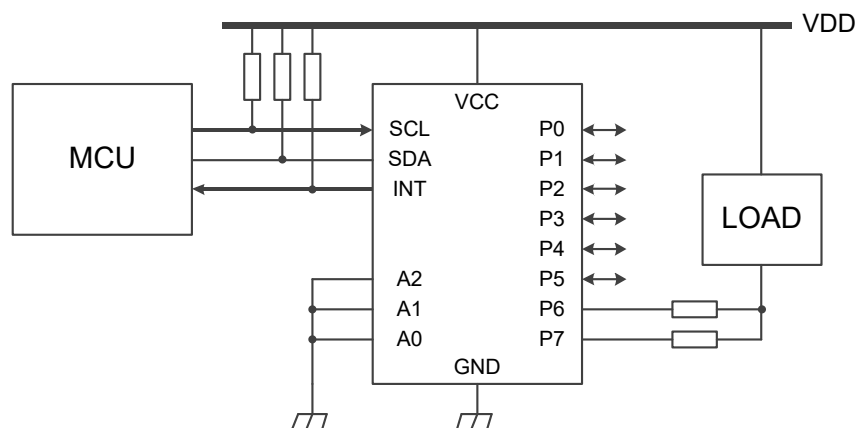 VDD
VCC
MCU
SCL
SDA
INT
A2
A1
A0
P0
P1
P2
P3
P4
P5
P6
P7
GND
LOAD